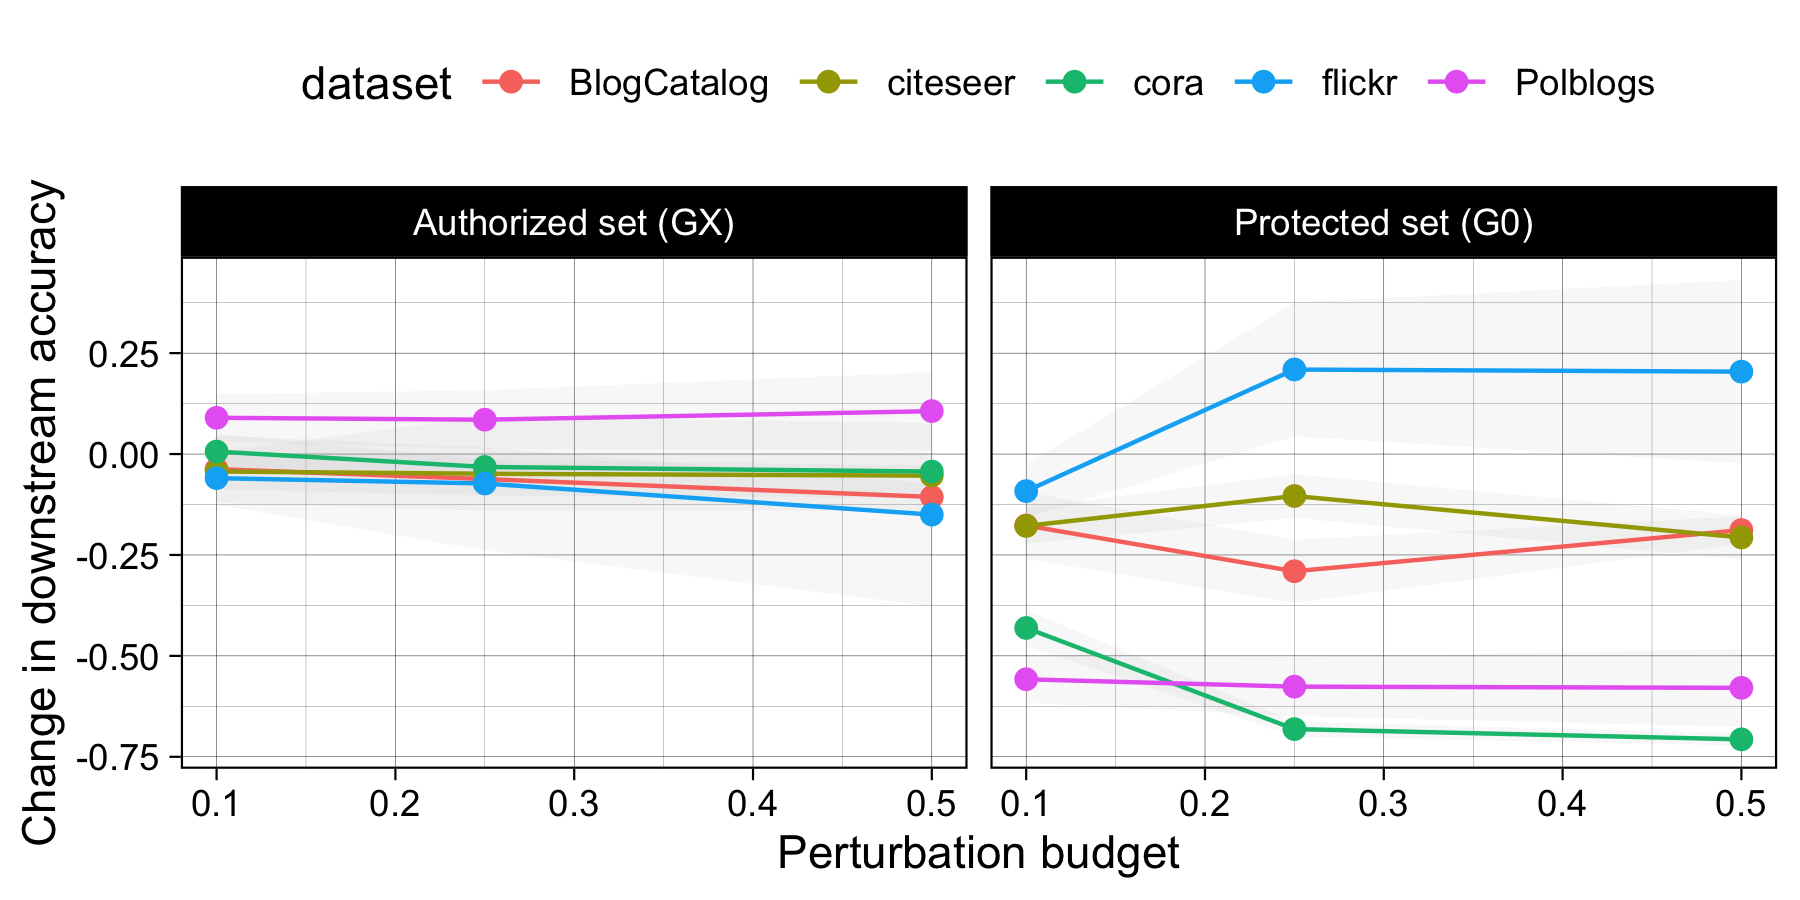 dataset BlogCatalog citeseer cora flickr Polblogs
Authorized set (GX) Protected set (G0)
Change in downstream accuracy
0.25
0.00
-0.25
-0.50
-0.75
0.1 0.2 0.3 0.4 0.5 0.1 0.2 0.3 0.4 0.5
Perturbation budget